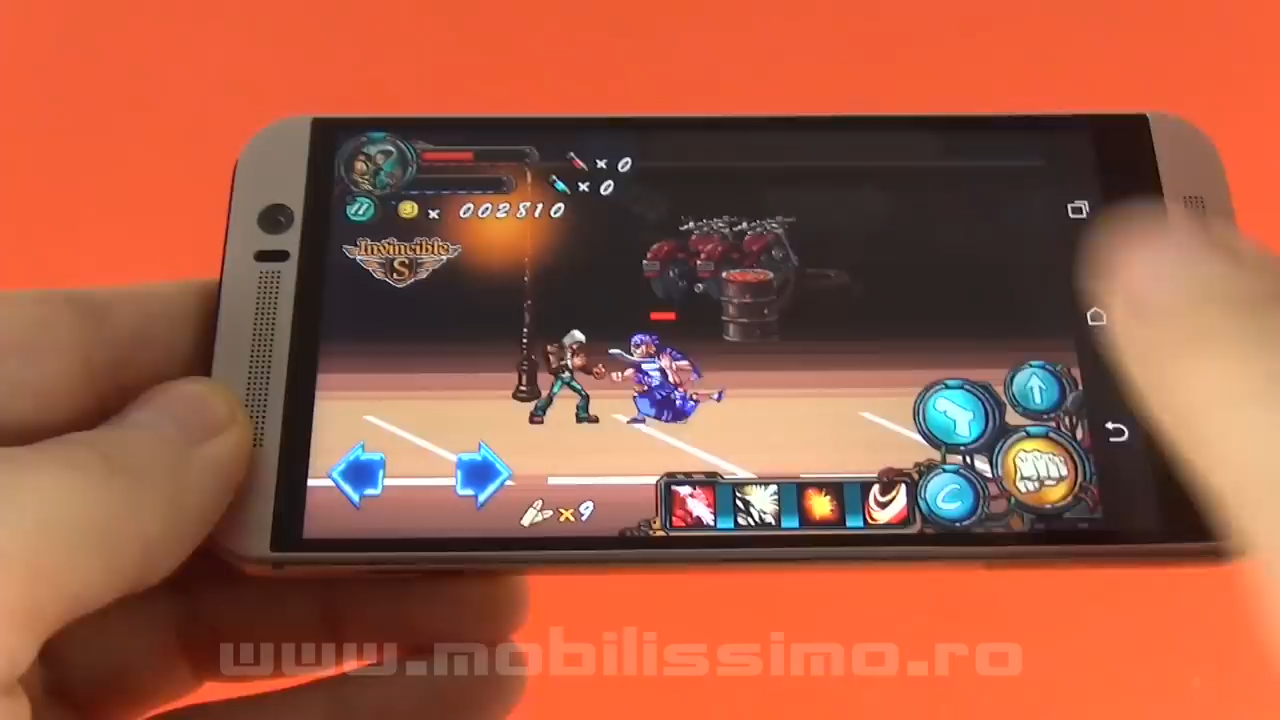 × 0
× 0
× 002810
Invincible
S
C
×9
www.mobilissimo.ro